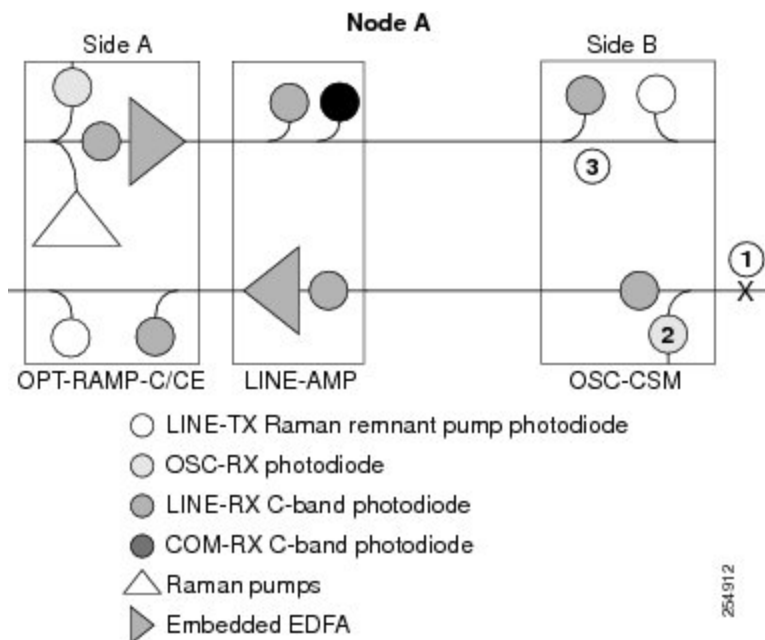 Node A
Side A
Side B
3
1
X
2
OPT-RAMP-C/CE
LINE-AMP
OSC-CSM
LINE-TX Raman remnant pump photodiode
OSC-RX photodiode
LINE-RX C-band photodiode
COM-RX C-band photodiode
Raman pumps
Embedded EDFA
254912